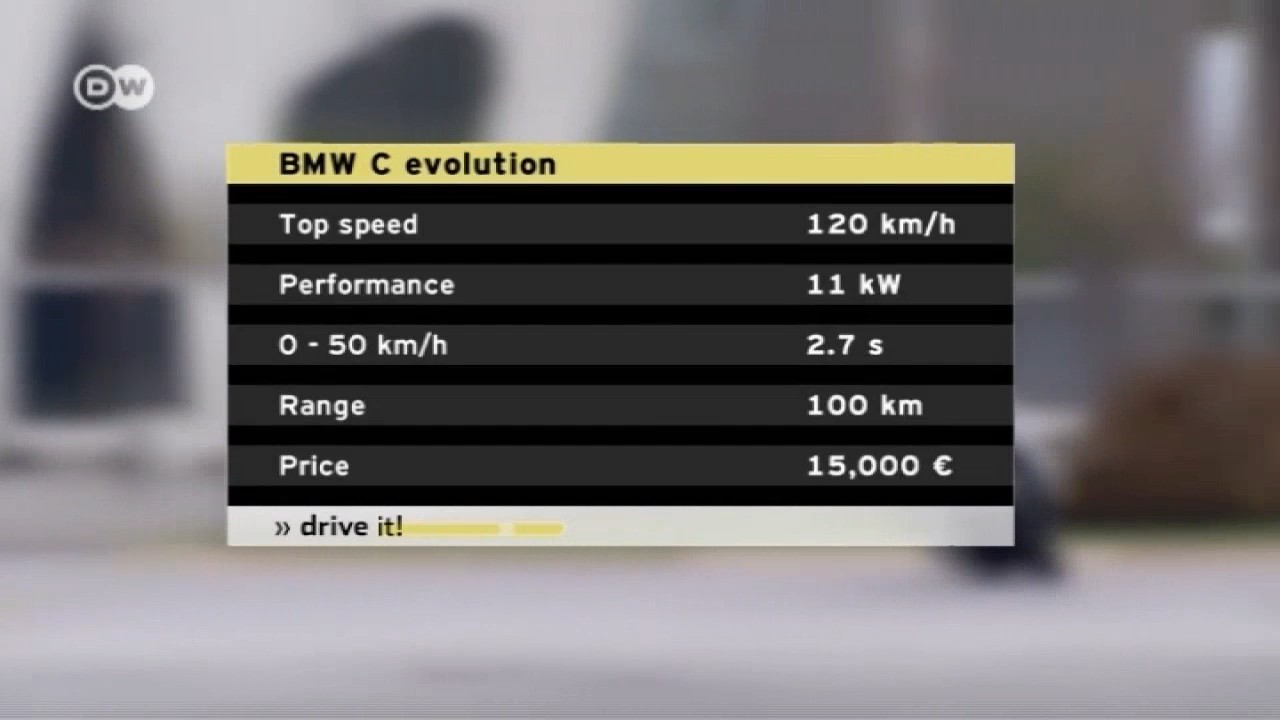 DW
BMW C evolution
Top speed 120 km/h
Performance 11 kW
0 - 50 km/h 2.7 s
Range 100 km
Price 15,000 €
» drive it!